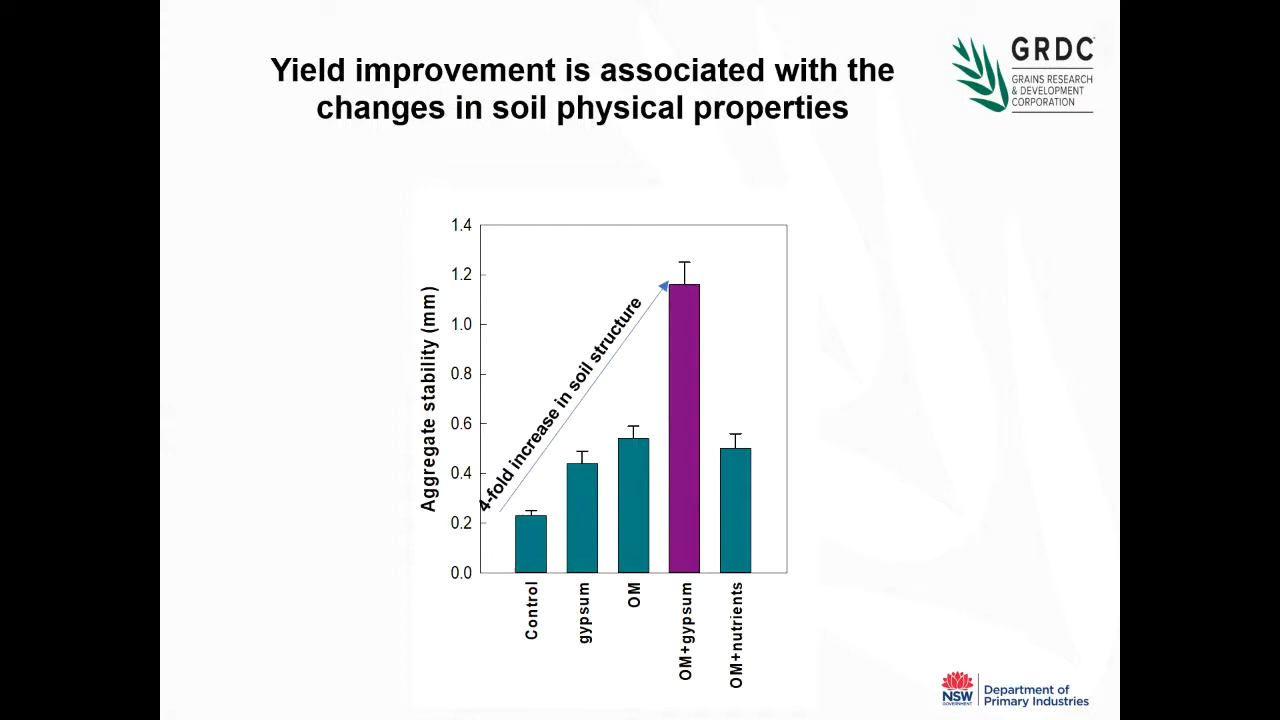 Yield improvement is associated with the
changes in soil physical properties
GRDC
GRAINS RESEARCH
& DEVELOPMENT
CORPORATION
1.4
1.2
1.0
0.8
0.6
0.4
0.2
0.0
Aggregate stability (mm)
4-fold increase in soil structure
Control
gypsum
OM
OM+gypsum
OM+nutrients
NSW
GOVERNMENT
Department of
Primary Industries